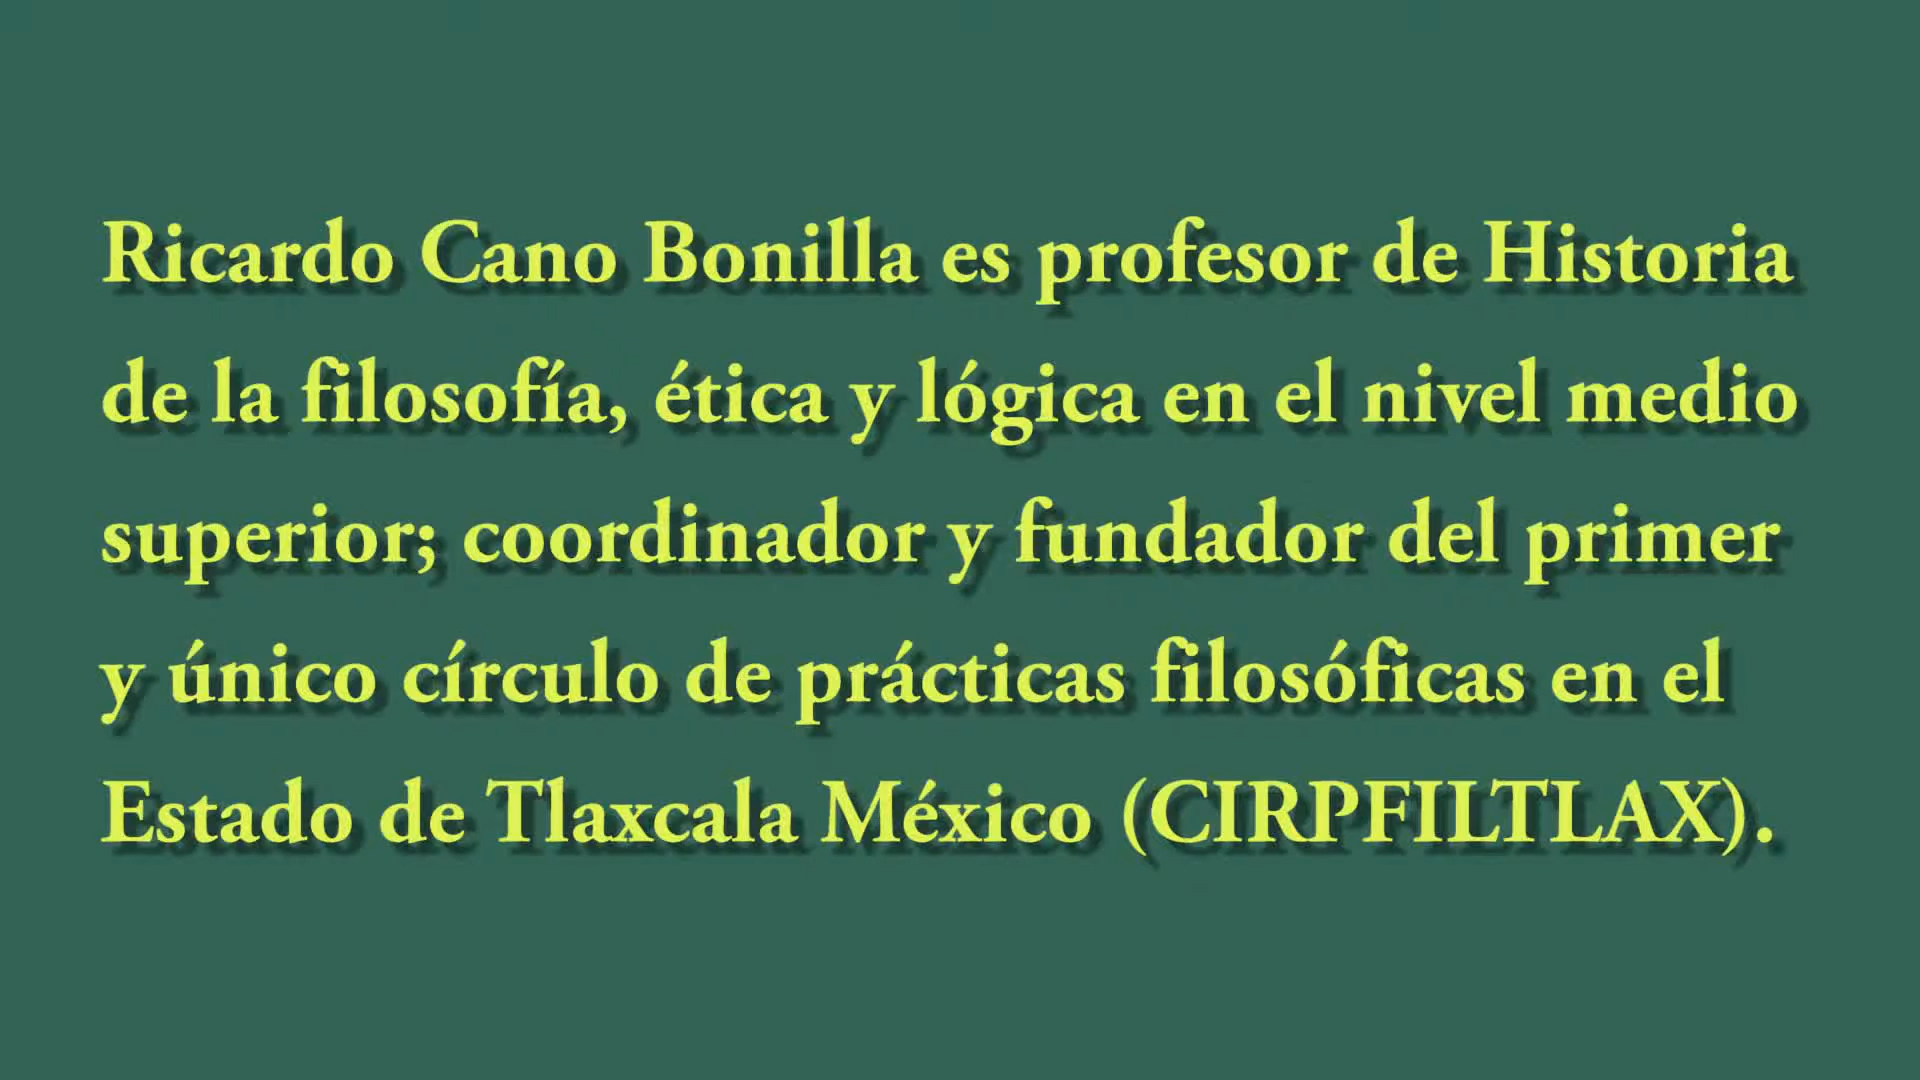 Ricardo Cano Bonilla es profesor de Historia
de la filosofía, ética y lógica en el nivel medio
superior; coordinador y fundador del primer
y único círculo de prácticas filosóficas en el
Estado de Tlaxcala México (CIRPFILTLAX).